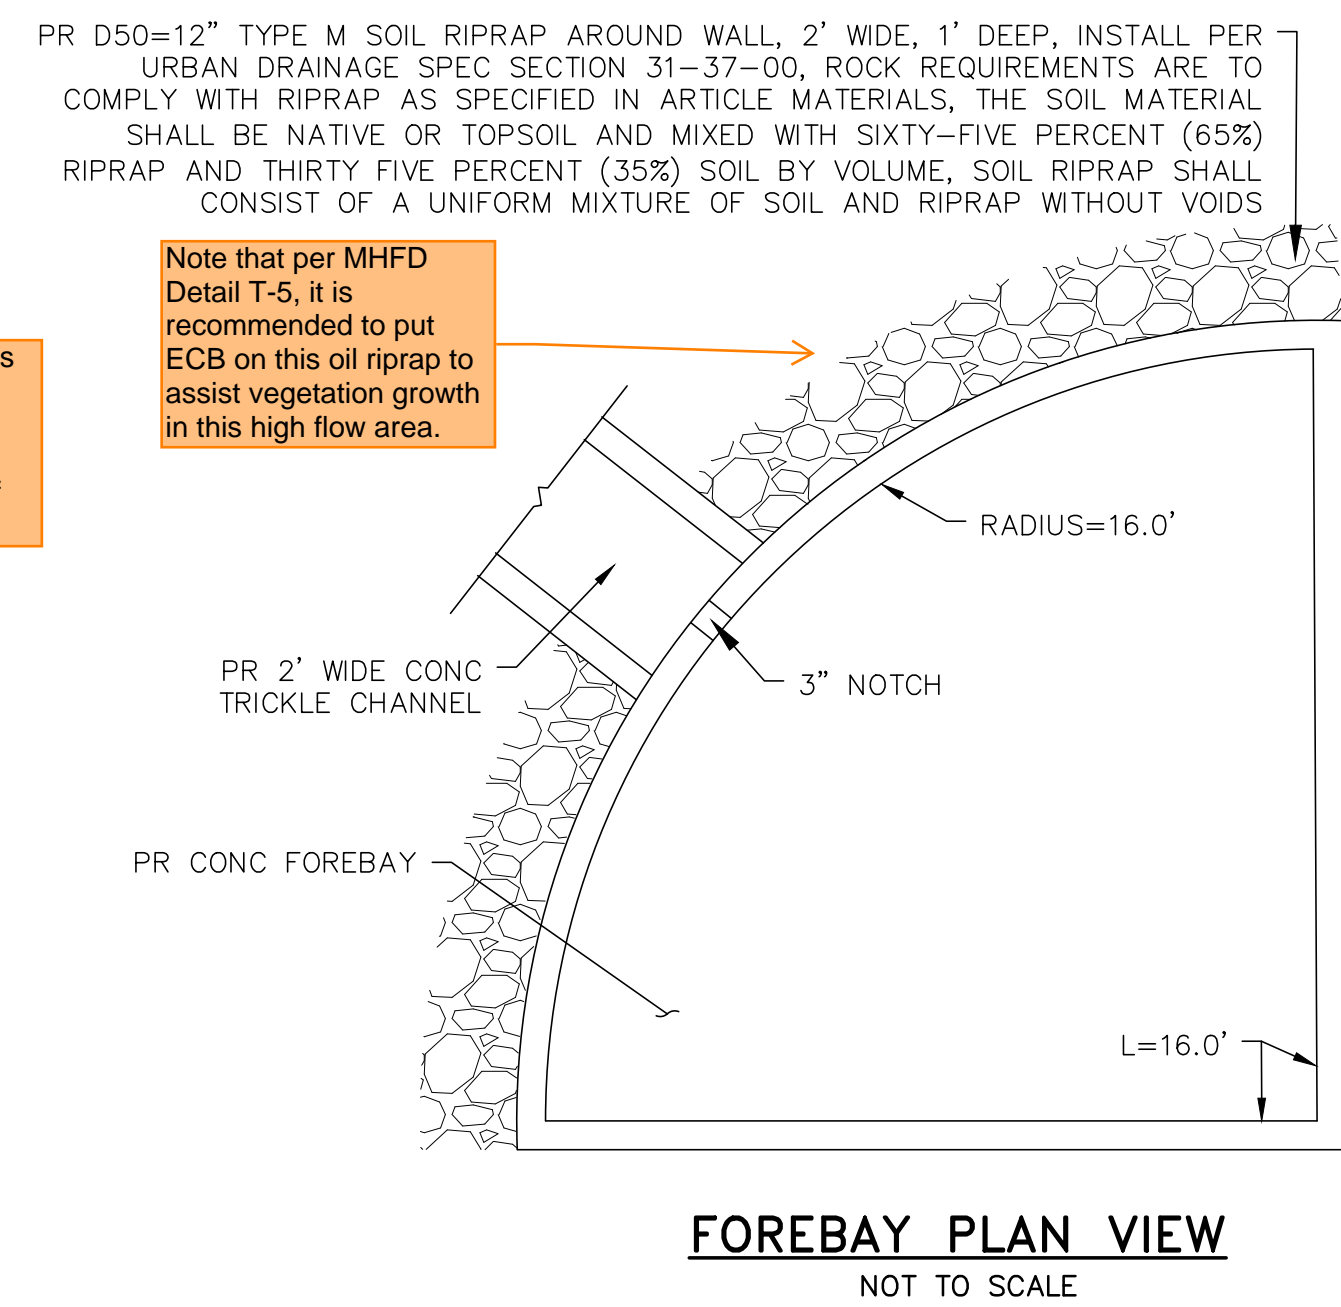 PR D50=12” TYPE M SOIL RIPRAP AROUND WALL, 2’ WIDE, 1’ DEEP, INSTALL PER
URBAN DRAINAGE SPEC SECTION 31-37-00, ROCK REQUIREMENTS ARE TO
COMPLY WITH RIPRAP AS SPECIFIED IN ARTICLE MATERIALS, THE SOIL MATERIAL
SHALL BE NATIVE OR TOPSOIL AND MIXED WITH SIXTY-FIVE PERCENT (65%)
RIPRAP AND THIRTY FIVE PERCENT (35%) SOIL BY VOLUME, SOIL RIPRAP SHALL
CONSIST OF A UNIFORM MIXTURE OF SOIL AND RIPRAP WITHOUT VOIDS
Note that per MHFD
Detail T-5, it is
recommended to put
ECB on this oil riprap to
assist vegetation growth
in this high flow area.
s
RADIUS=16.0’
PR 2’ WIDE CONC
TRICKLE CHANNEL
3” NOTCH
PR CONC FOREBAY
L=16.0’
FOREBAY PLAN VIEW
NOT TO SCALE